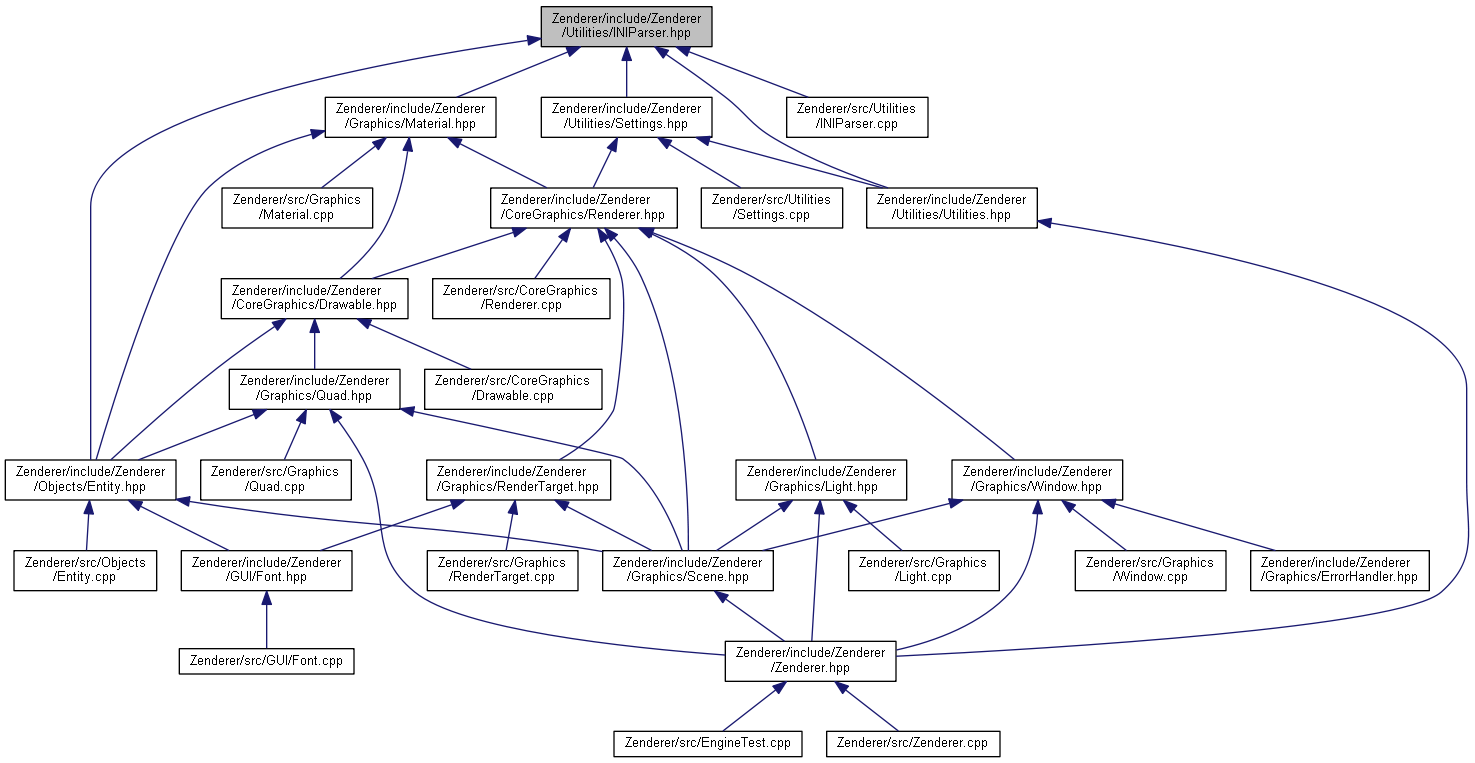 Zenderer/include/Zenderer
/Utilities/INIParser.hpp
Zenderer/include/Zenderer
/Graphics/Material.hpp
Zenderer/include/Zenderer
/Utilities/Settings.hpp
Zenderer/src/Utilities
/INIParser.cpp
Zenderer/src/Graphics
/Material.cpp
Zenderer/include/Zenderer
/CoreGraphics/Renderer.hpp
Zenderer/src/Utilities
/Settings.cpp
Zenderer/include/Zenderer
/Utilities/Utilities.hpp
Zenderer/include/Zenderer
/CoreGraphics/Drawable.hpp
Zenderer/src/CoreGraphics
/Renderer.cpp
Zenderer/include/Zenderer
/Graphics/Quad.hpp
Zenderer/src/CoreGraphics
/Drawable.cpp
Zenderer/include/Zenderer
/Objects/Entity.hpp
Zenderer/src/Graphics
/Quad.cpp
Zenderer/include/Zenderer
/Graphics/RenderTarget.hpp
Zenderer/include/Zenderer
/Graphics/Light.hpp
Zenderer/include/Zenderer
/Graphics/Window.hpp
Zenderer/src/Objects
/Entity.cpp
Zenderer/include/Zenderer
/GUI/Font.hpp
Zenderer/src/Graphics
/RenderTarget.cpp
Zenderer/include/Zenderer
/Graphics/Scene.hpp
Zenderer/src/Graphics
/Light.cpp
Zenderer/src/Graphics
/Window.cpp
Zenderer/include/Zenderer
/Graphics/ErrorHandler.hpp
Zenderer/src/GUI/Font.cpp
Zenderer/include/Zenderer
/Zenderer.hpp
Zenderer/src/EngineTest.cpp
Zenderer/src/Zenderer.cpp